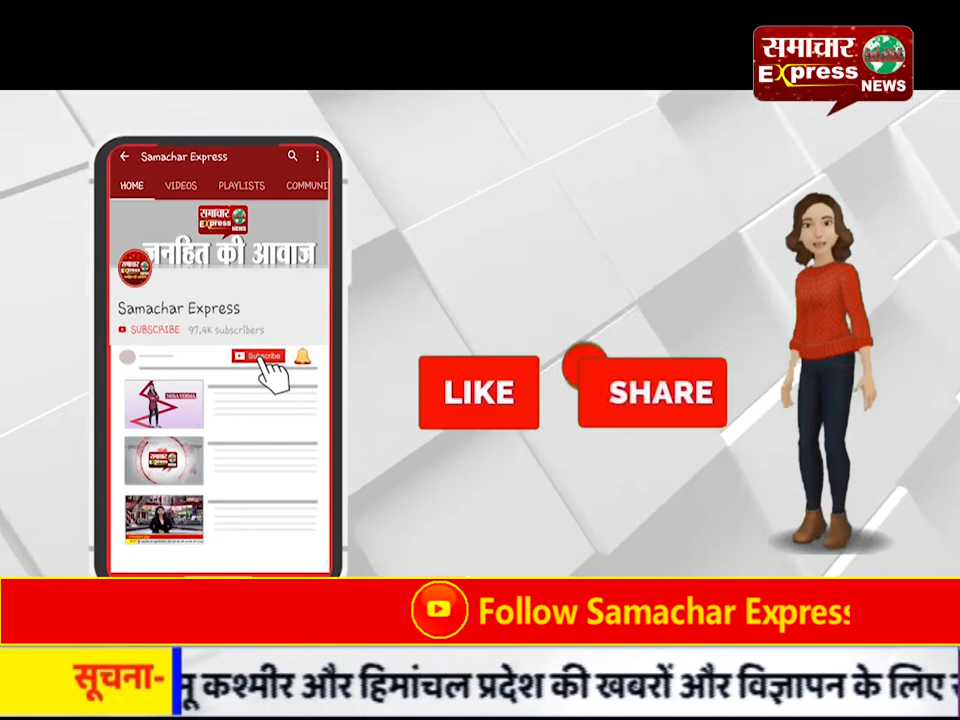 समाचार
Express
NEWS
Samachar Express
HOME VIDEOS PLAYLISTS COMMUNI
समाचार
Express
NEWS
जनहित की आवाज
Samachar Express
SUBSCRIBE 97.4K subscribers
Subscribe
LIKE
SHARE
Follow Samachar Express
सूचना-
मू कश्मीर और हिमांचल प्रदेश की खबरों और विज्ञापन के लिए